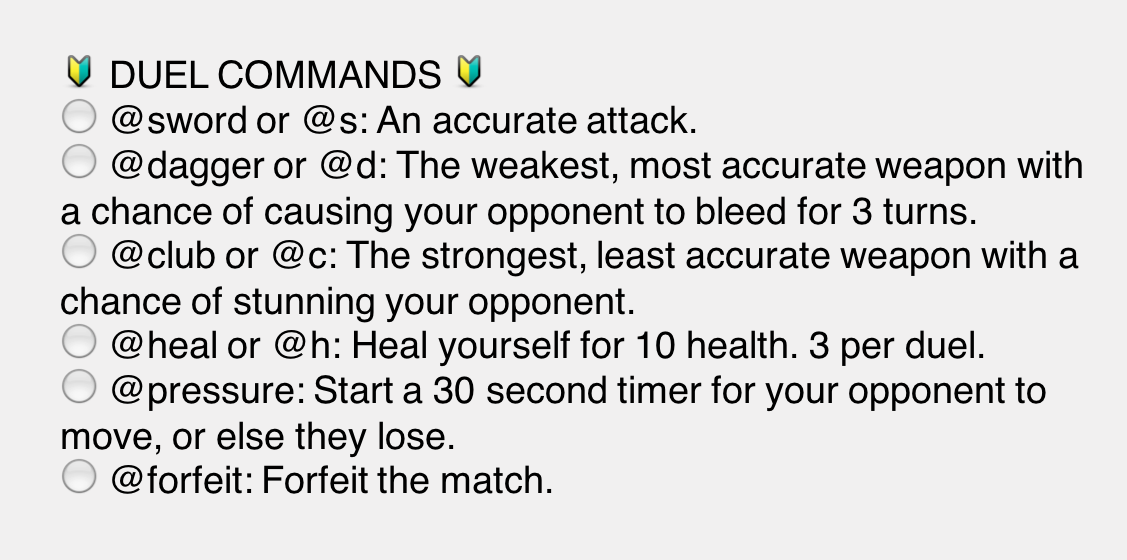 🔰 DUEL COMMANDS 🔰
⚪ @sword or @s: An accurate attack.
⚪ @dagger or @d: The weakest, most accurate weapon with
a chance of causing your opponent to bleed for 3 turns.
⚪ @club or @c: The strongest, least accurate weapon with a
chance of stunning your opponent.
⚪ @heal or @h: Heal yourself for 10 health. 3 per duel.
⚪ @pressure: Start a 30 second timer for your opponent to
move, or else they lose.
⚪ @forfeit: Forfeit the match.